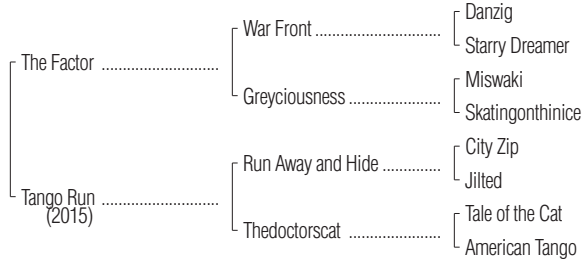 Danzig
War Front
Starry Dreamer
The Factor
Miswaki
Greyciousness
Skatingonthinice
City Zip
Run Away and Hide
Jilted
Tango Run
(2015)
Tale of the Cat
Thedoctorscat
American Tango